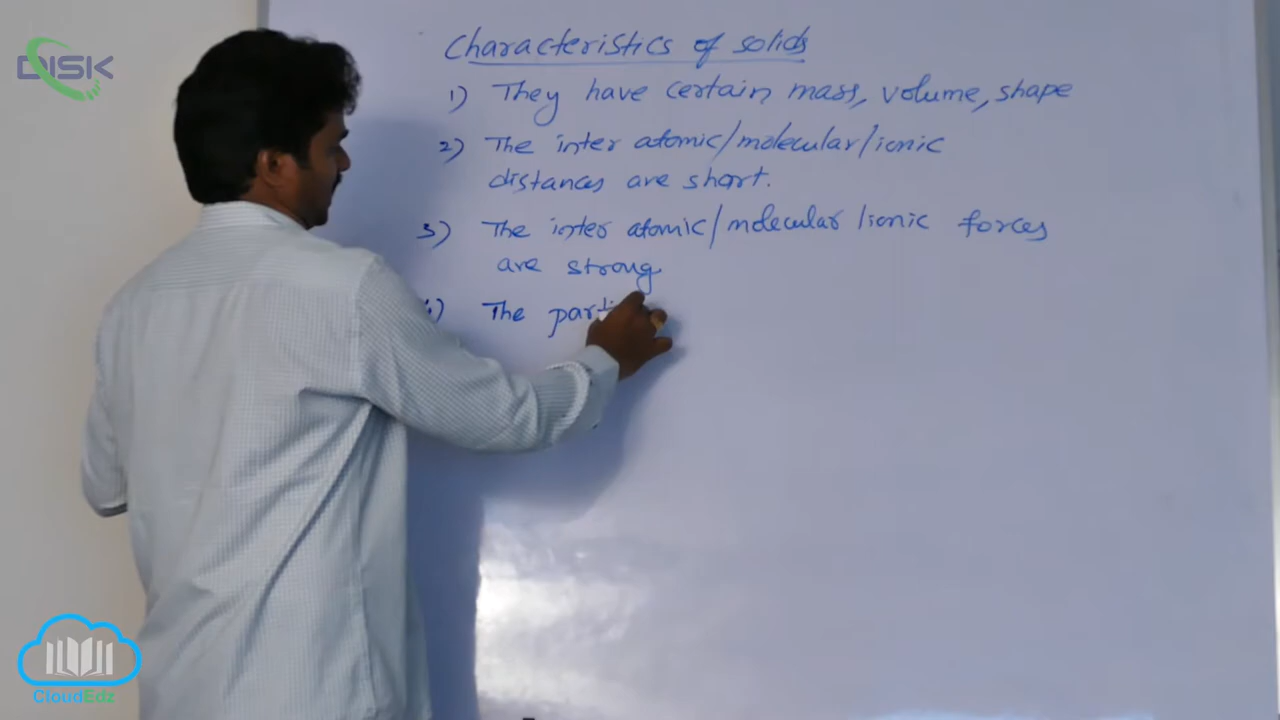 DISK
Characteristics of solids
1) They have certain mass, volume, shape
2) The inter atomic/molecular/ionic
distances are short.
3) The inter atomic/molecular/ionic forces
are strong
4) The parti
CloudEdz